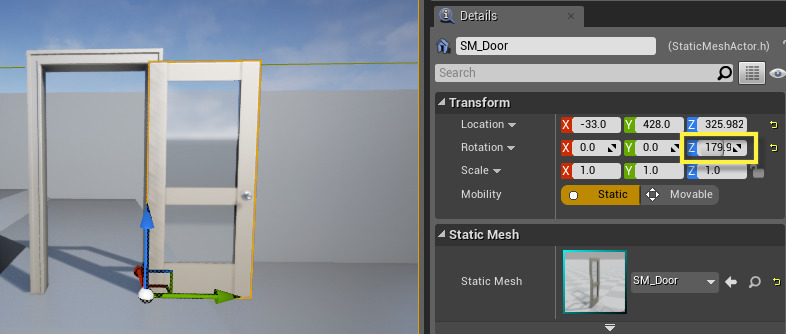 Details
SM_Door
(StaticMeshActor.h)
Search
Transform
Location X -33.0 Y 428.0 Z 325.982
Rotation X 0.0 Y 0.0 Z 179.9
Scale X 1.0 Y 1.0 Z 1.0
Mobility Static Movable
Static Mesh
Static Mesh SM_Door